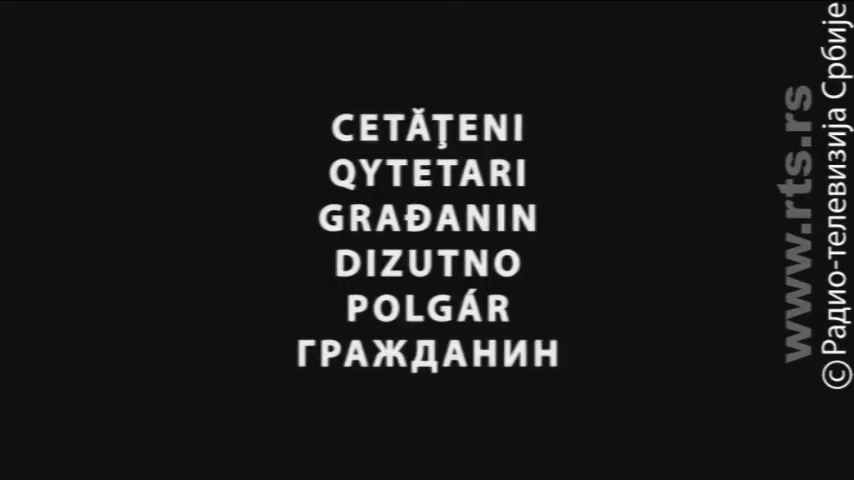 CETĂŢENI
QYTETARI
GRAĐANIN
DIZUTNO
POLGÁR
ГРАЖДАНИН
www.rts.rs
© Радио-телевизија Србије